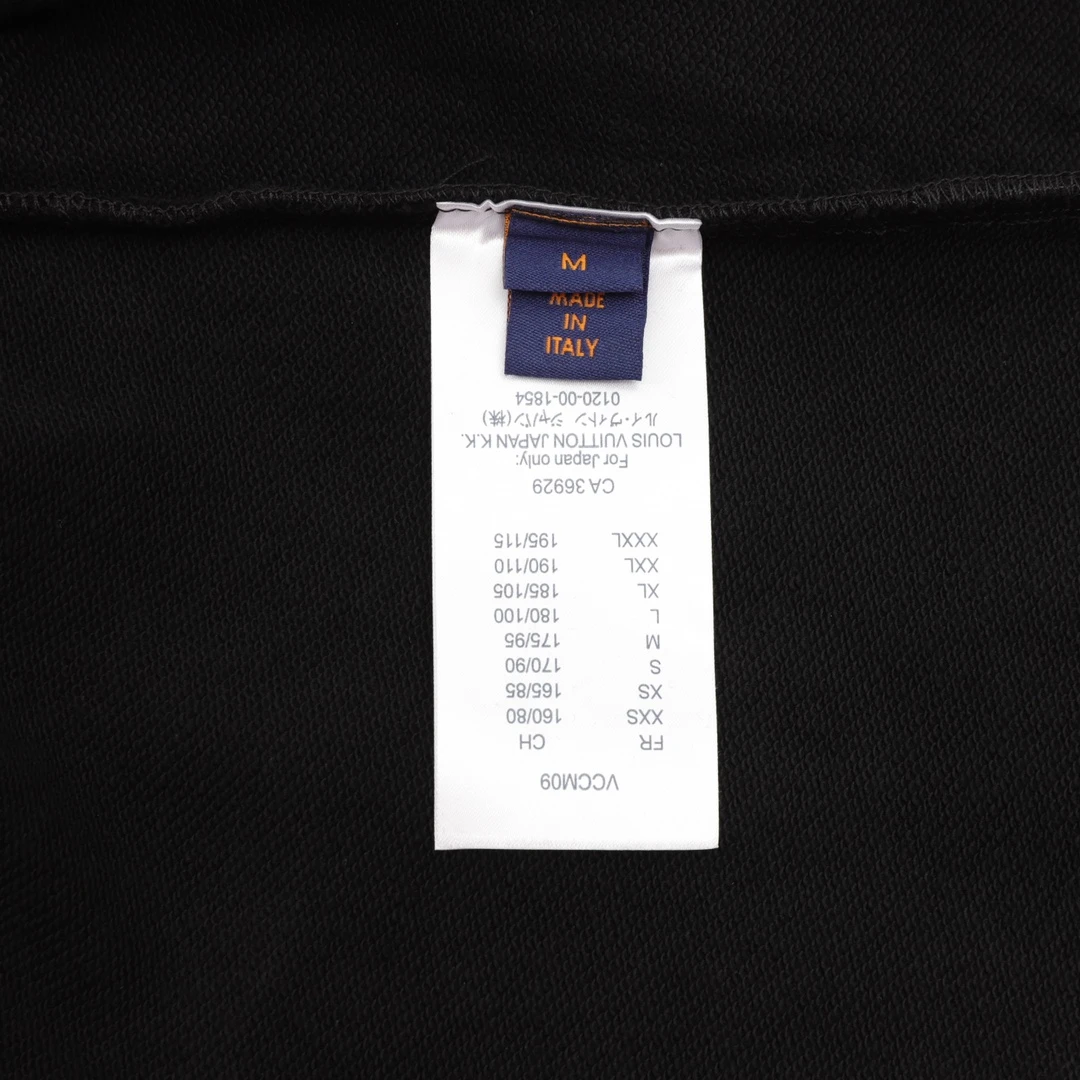 M
MADE
IN
ITALY
VCCM09
FR CH
XXS 160/80
XS 165/85
S 170/90
M 175/95
L 180/100
XL 185/105
XXL 190/110
XXXL 195/115
CA 36929
For Japan only:
LOUIS VUITTON JAPAN K.K.
ルイ・ヴィトン ジャパン(株)
0120-00-1854